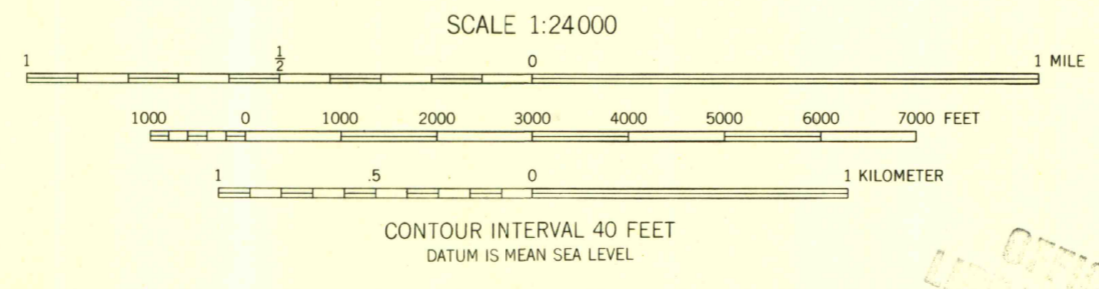 SCALE 1:24000
1 1/2 0 1 MILE
1000 0 1000 2000 3000 4000 5000 6000 7000 FEET
1 .5 0 1 KILOMETER
CONTOUR INTERVAL 40 FEET
DATUM IS MEAN SEA LEVEL